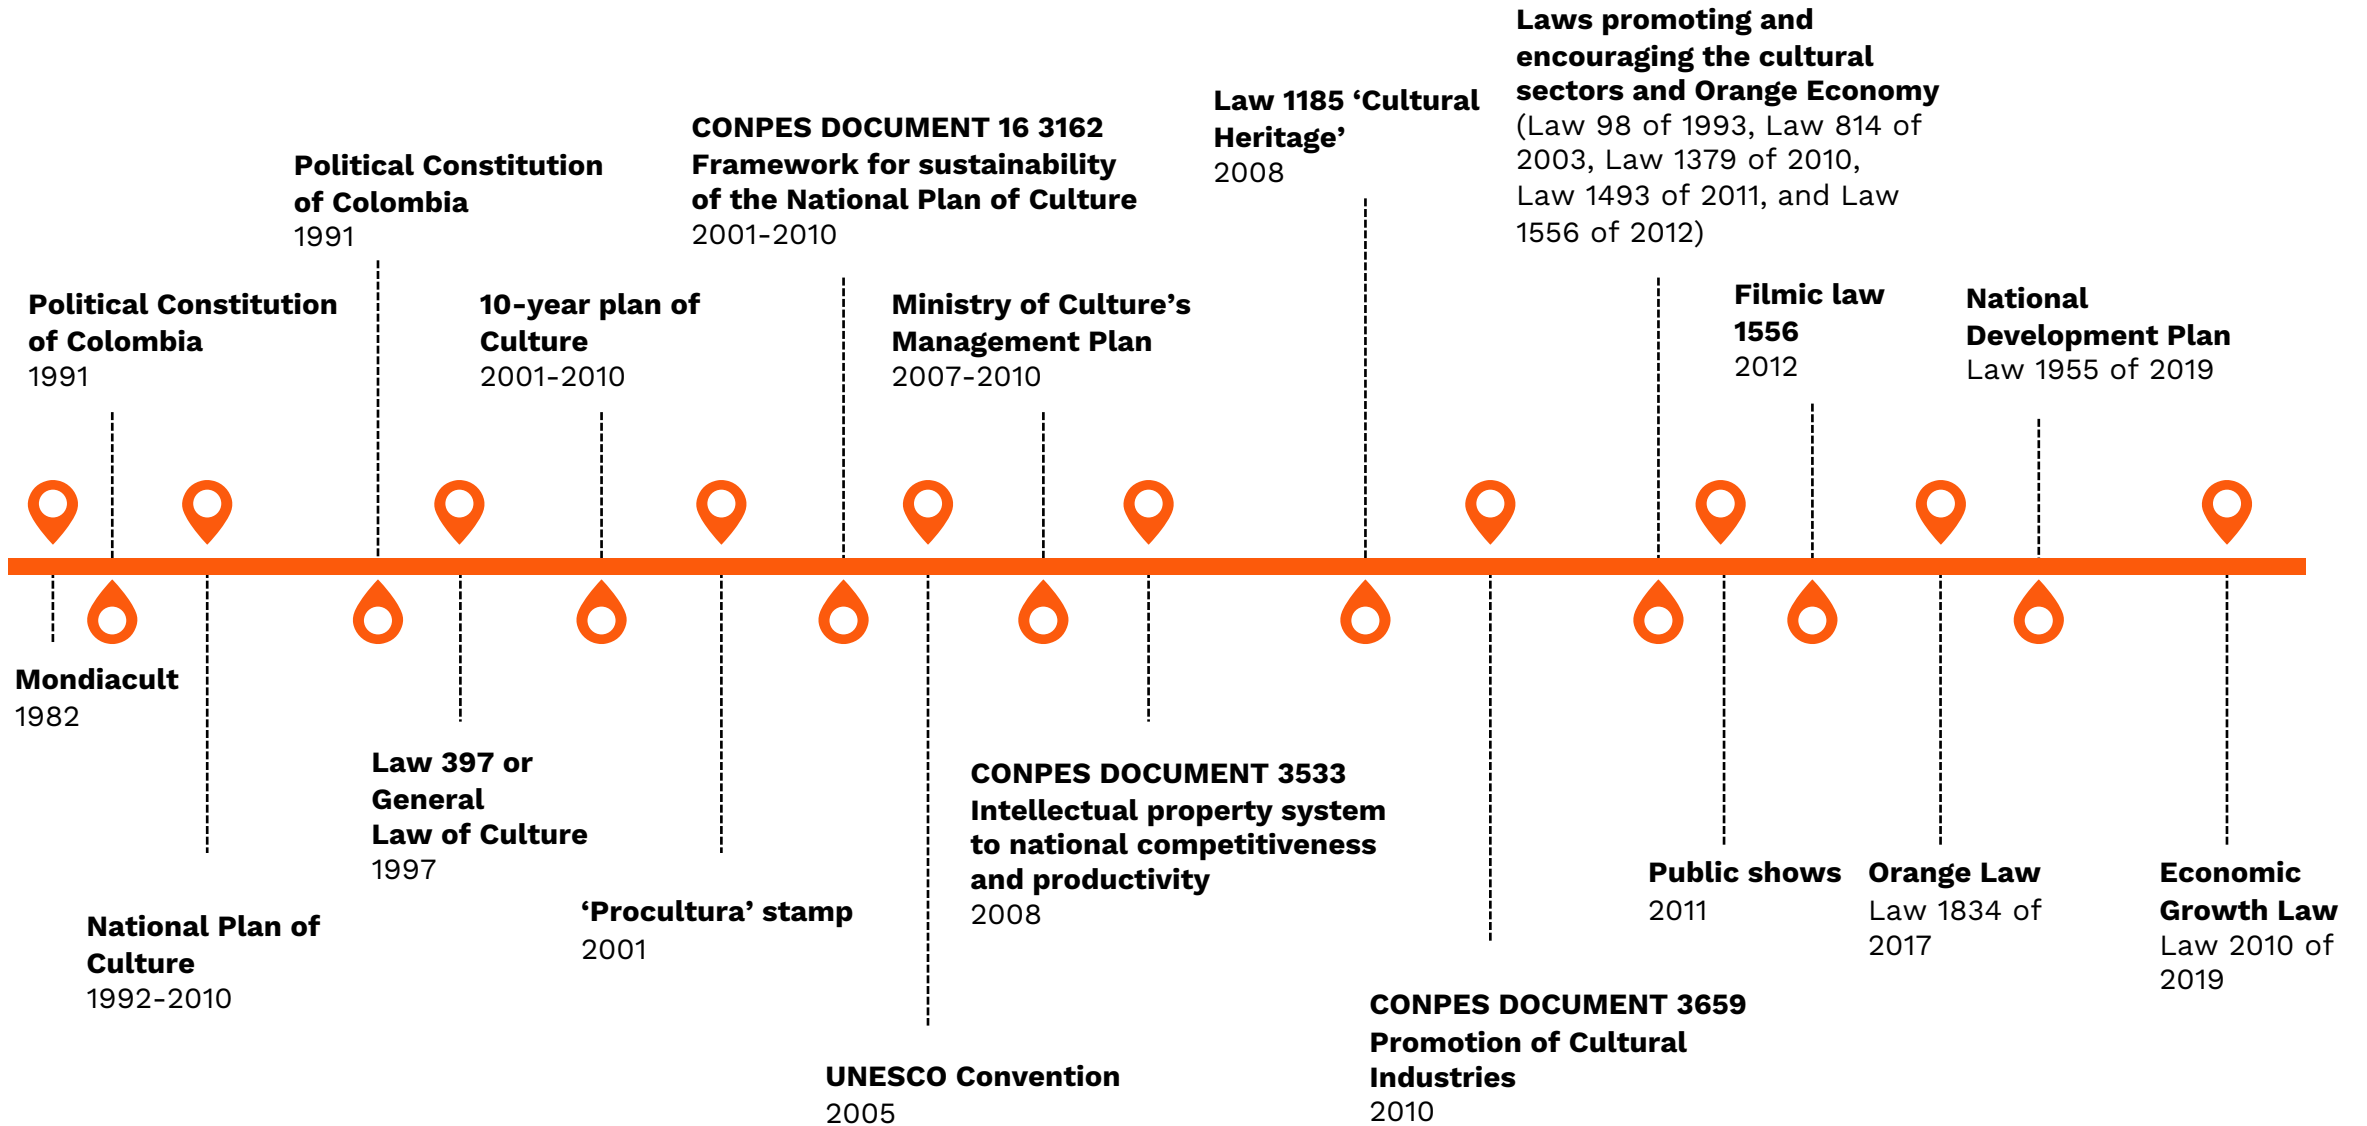 Laws promoting and
encouraging the cultural
sectors and Orange Economy
(Law 98 of 1993, Law 814 of
2003, Law 1379 of 2010,
Law 1493 of 2011, and Law
1556 of 2012)
Law 1185 ‘Cultural
Heritage’
2008
CONPES DOCUMENT 16 3162
Framework for sustainability
of the National Plan of Culture
2001-2010
Political Constitution
of Colombia
1991
Political Constitution
of Colombia
1991
10-year plan of
Culture
2001-2010
Ministry of Culture’s
Management Plan
2007-2010
Filmic law
1556
2012
National
Development Plan
Law 1955 of 2019
Mondiacult
1982
National Plan of
Culture
1992-2010
Law 397 or
General
Law of Culture
1997
‘Procultura’ stamp
2001
UNESCO Convention
2005
CONPES DOCUMENT 3533
Intellectual property system
to national competitiveness
and productivity
2008
CONPES DOCUMENT 3659
Promotion of Cultural
Industries
2010
Public shows
2011
Orange Law
Law 1834 of
2017
Economic
Growth Law
Law 2010 of
2019